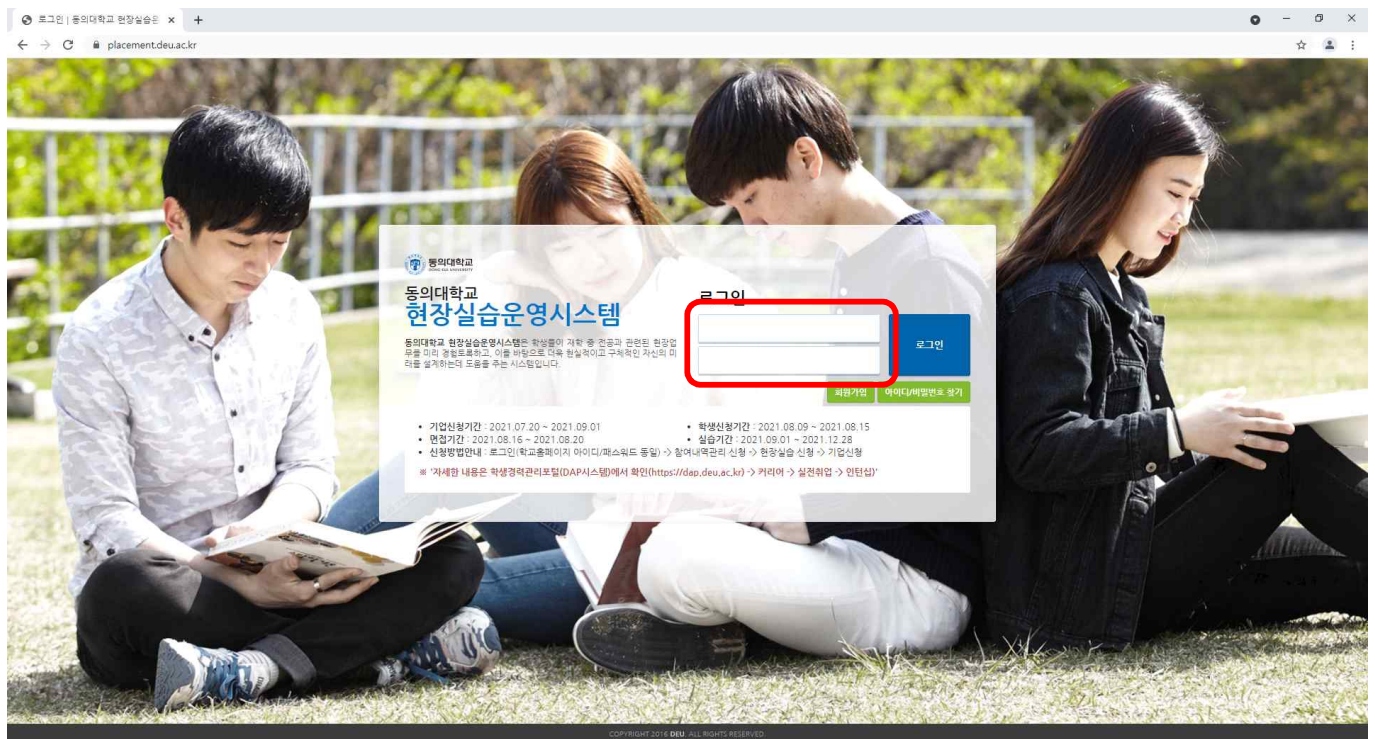 로그인 | 동의대학교 현장실습운
placement.deu.ac.kr
동의대학교
DONG-EUI UNIVERSITY
동의대학교
현장실습운영시스템
동의대학교 현장실습운영시스템은 학생들이 재학 중 전공과 관련된 현장업
무를 미리 경험토록하고, 이를 바탕으로 더욱 현실적이고 구체적인 자신의 미
래를 설계하는데 도움을 주는 시스템입니다.
로그인
로그인
회원가입
아이디/비밀번호 찾기
• 기업신청기간 : 2021.07.20 ~ 2021.09.01
• 학생신청기간 : 2021.08.09 ~ 2021.08.15
• 면접기간 : 2021.08.16 ~ 2021.08.20
• 실습기간 : 2021.09.01 ~ 2021.12.28
• 신청방법안내 : 로그인(학교홈페이지 아이디/패스워드 동일) -> 참여내역관리 신청 -> 현장실습 신청 -> 기업신청
※ '자세한 내용은 학생경력관리포털(DAP시스템)에서 확인(https://dap.deu.ac.kr) -> 커리어 -> 실전취업 -> 인턴십)'
COPYRIGHT 2016 DEU. ALL RIGHTS RESERVED.